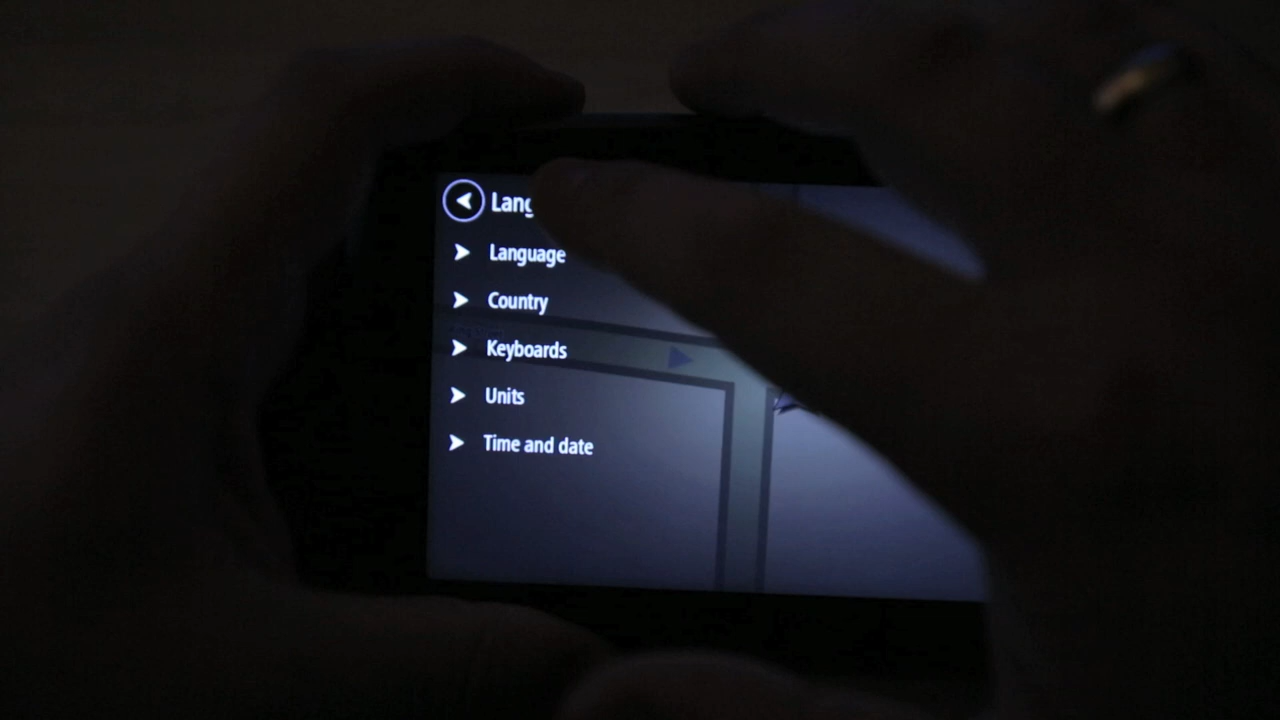 Lang
Language
Country
Keyboards
Units
Time and date